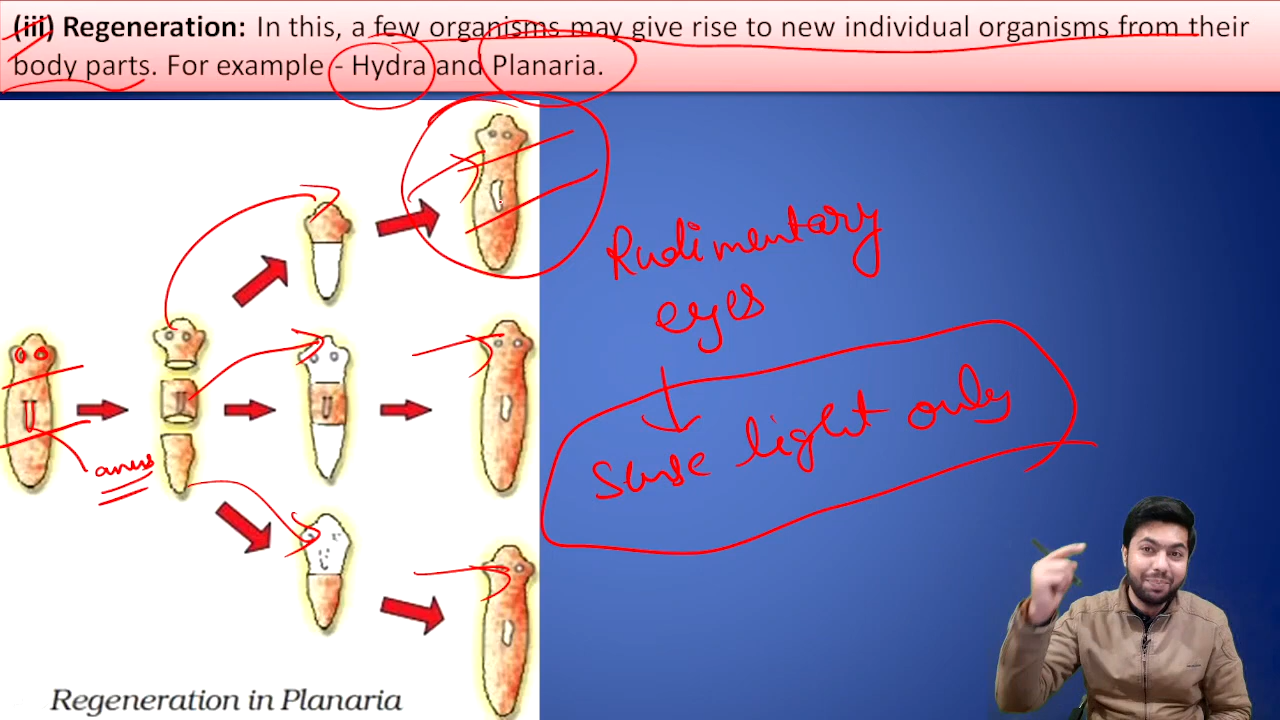 (iii) Regeneration: In this, a few organisms may give rise to new individual organisms from their
body parts. For example - Hydra and Planaria.
Rudimentary
eyes
Sense light only
anus
Regeneration in Planaria